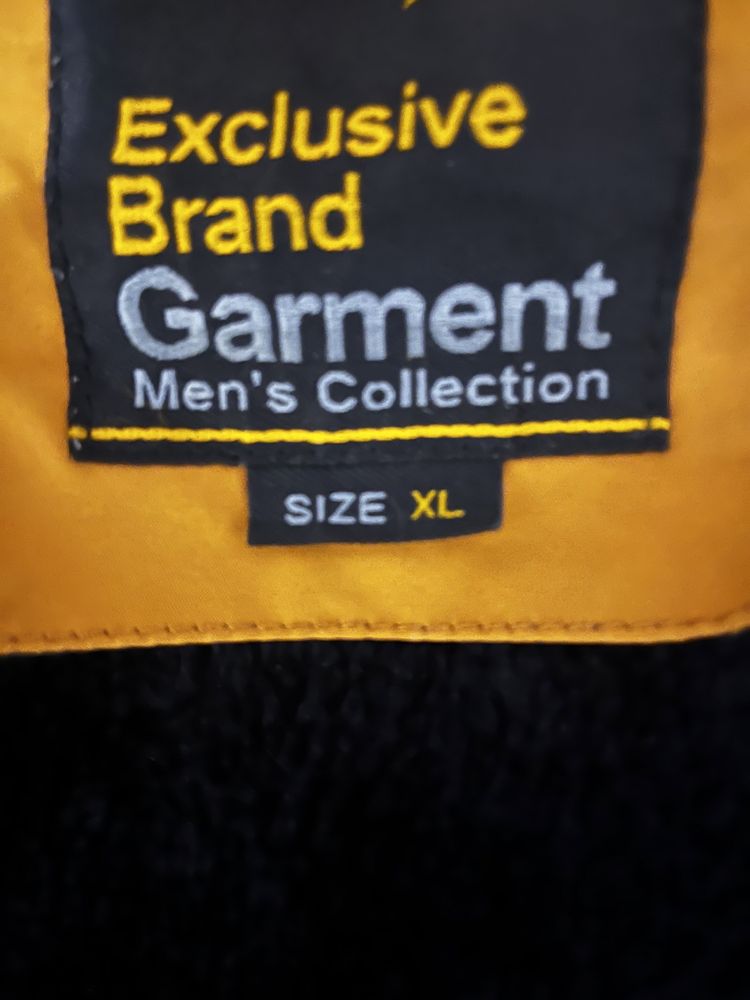 Exclusive
Brand
Garment
Men's Collection
SIZE XL